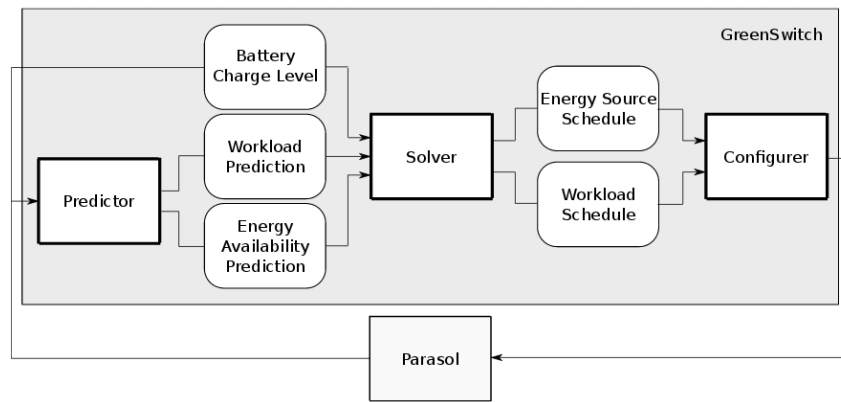 GreenSwitch
Battery
Charge Level
Workload
Prediction
Energy
Availability
Prediction
Predictor
Solver
Energy Source
Schedule
Workload
Schedule
Configurer
Parasol